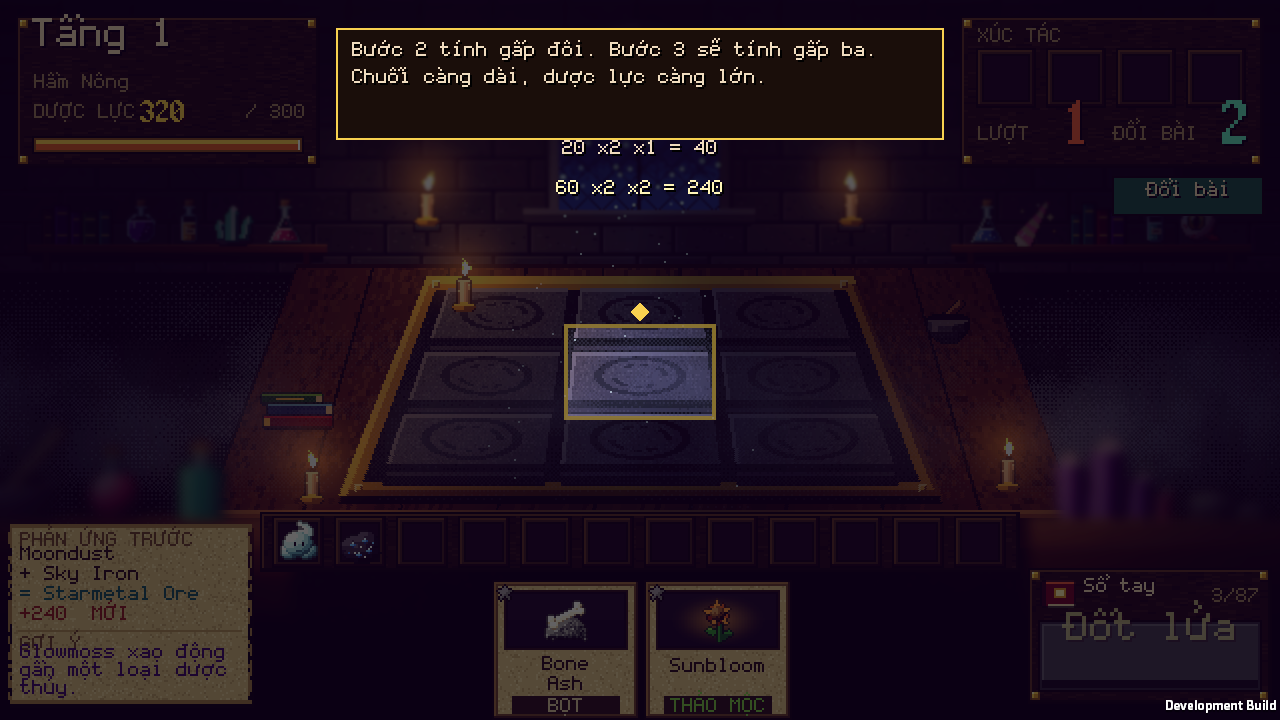 Tầng 1
Hầm Nông
DƯỢC LỰC 320 / 300
Bước 2 tính gấp đôi. Bước 3 sẽ tính gấp ba.
Chuỗi càng dài, dược lực càng lớn.
20 x2 x1 = 40
60 x2 x2 = 240
XÚC TÁC
LƯỢT 1 ĐỔI BÀI 2
Đổi bài
PHẢN ỨNG TRƯỚC
Moondust
+ Sky Iron
= Starmetal Ore
+240 MỚI
GỢI Ý
Glowmoss xao động
gần một loại dược
thủy.
Bone
Ash
BỘT
Sunbloom
THẢO MỘC
Sổ tay
3/87
Đốt lửa
Development Build